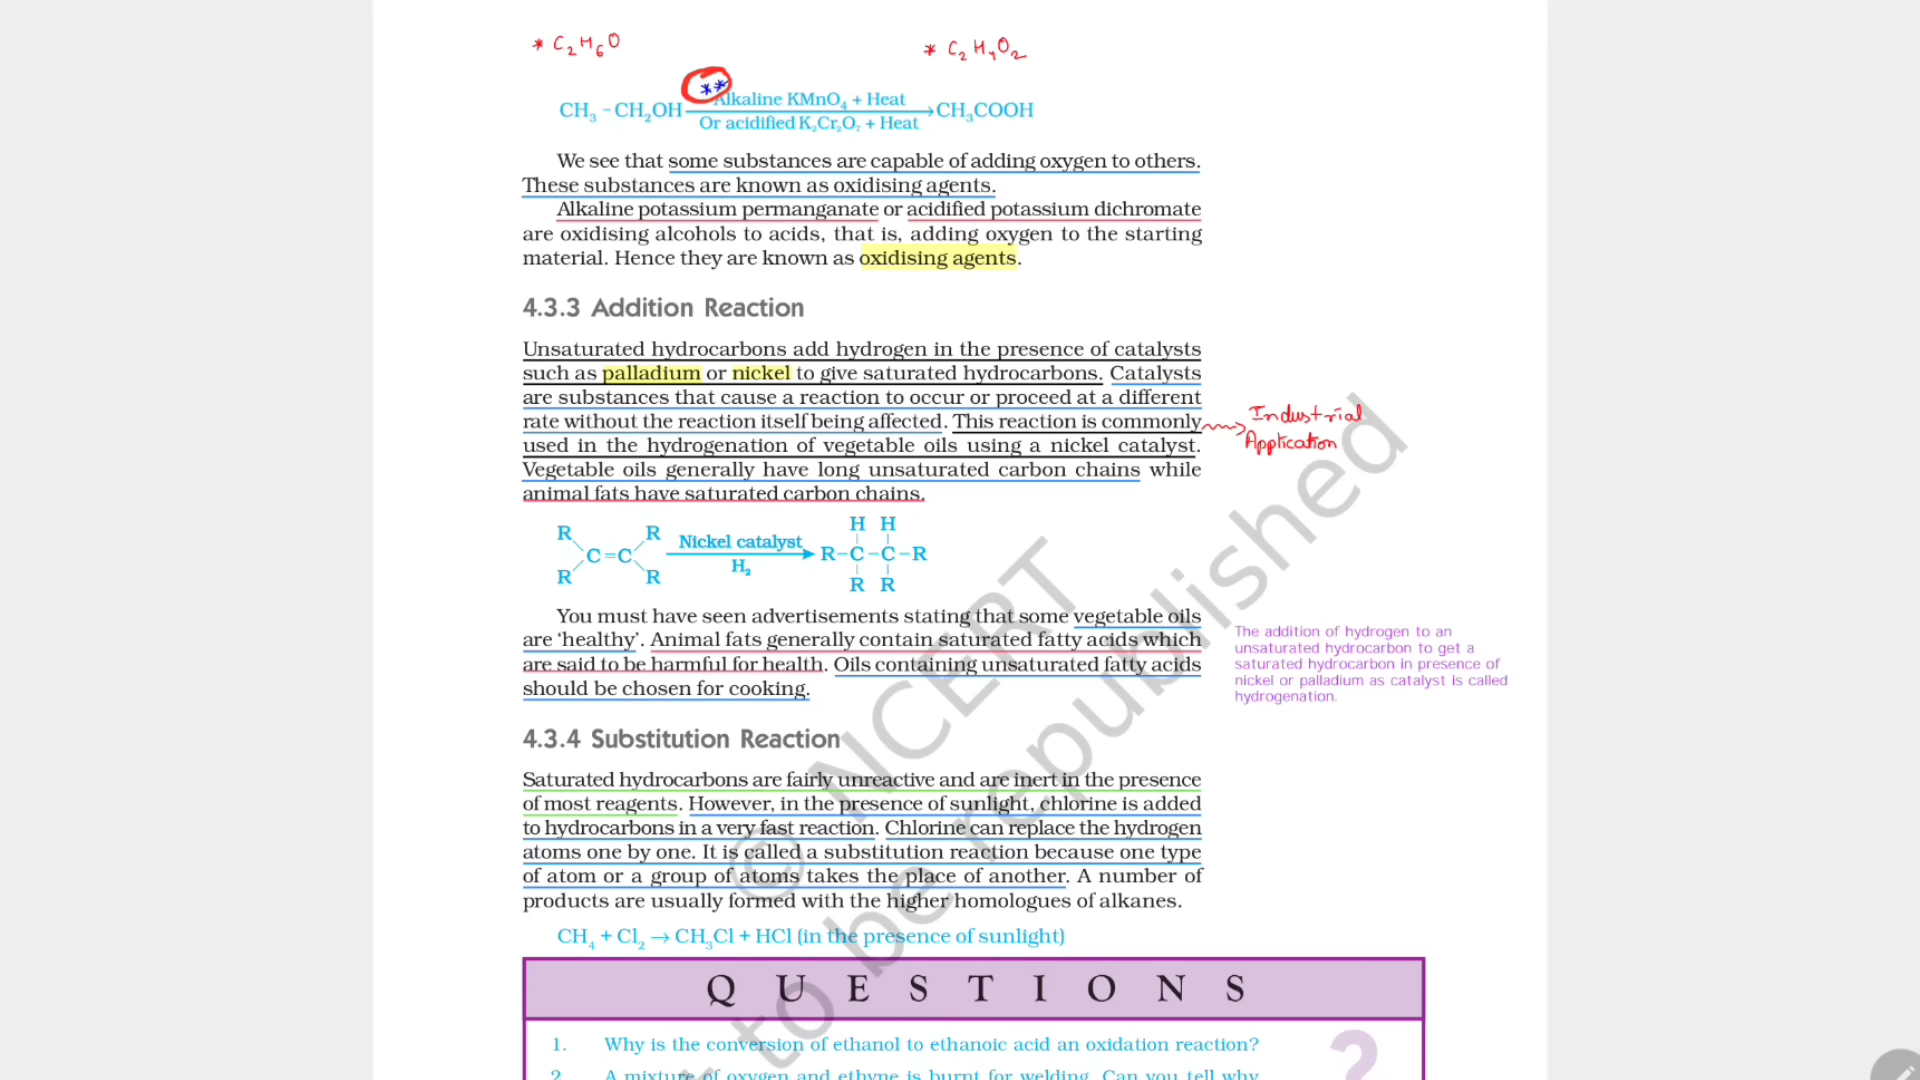 * C₂H₆O
* C₂H₄O₂
**
CH₃ – CH₂OH Alkaline KMnO₄ + Heat → CH₃COOH
Or acidified K₂Cr₂O₇ + Heat
We see that some substances are capable of adding oxygen to others.
These substances are known as oxidising agents.
Alkaline potassium permanganate or acidified potassium dichromate
are oxidising alcohols to acids, that is, adding oxygen to the starting
material. Hence they are known as oxidising agents.
4.3.3 Addition Reaction
Unsaturated hydrocarbons add hydrogen in the presence of catalysts
such as palladium or nickel to give saturated hydrocarbons. Catalysts
are substances that cause a reaction to occur or proceed at a different
rate without the reaction itself being affected. This reaction is commonly
used in the hydrogenation of vegetable oils using a nickel catalyst.
Vegetable oils generally have long unsaturated carbon chains while
animal fats have saturated carbon chains.
Industrial
Application
H H
R R Nickel catalyst
C=C R–C–C–R
H₂
R R R R
You must have seen advertisements stating that some vegetable oils
are ‘healthy’. Animal fats generally contain saturated fatty acids which
are said to be harmful for health. Oils containing unsaturated fatty acids
should be chosen for cooking.
The addition of hydrogen to an
unsaturated hydrocarbon to get a
saturated hydrocarbon in presence of
nickel or palladium as catalyst is called
hydrogenation.
4.3.4 Substitution Reaction
Saturated hydrocarbons are fairly unreactive and are inert in the presence
of most reagents. However, in the presence of sunlight, chlorine is added
to hydrocarbons in a very fast reaction. Chlorine can replace the hydrogen
atoms one by one. It is called a substitution reaction because one type
of atom or a group of atoms takes the place of another. A number of
products are usually formed with the higher homologues of alkanes.
CH₄ + Cl₂ → CH₃Cl + HCl (in the presence of sunlight)
QUESTIONS
1. Why is the conversion of ethanol to ethanoic acid an oxidation reaction?
2. A mixture of oxygen and ethyne is burnt for welding. Can you tell why
?
© NCERT
to be republished